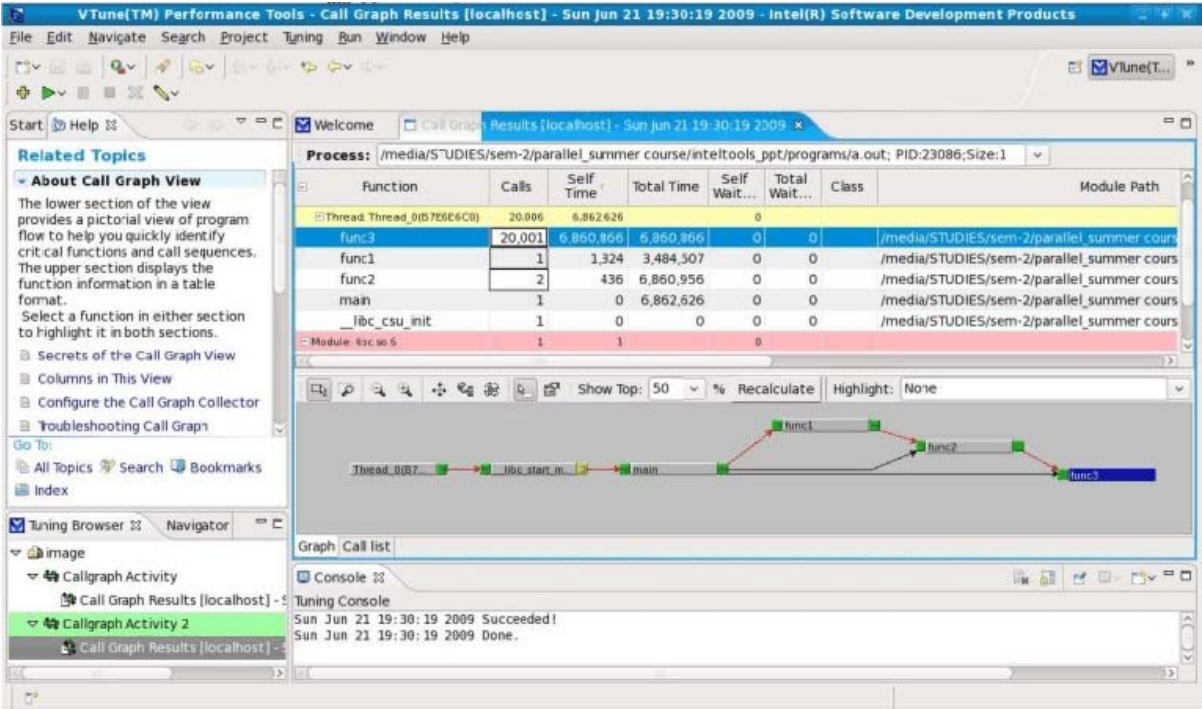 VTune(TM) Performance Tools - Call Graph Results [localhost] - Sun Jun 21 19:30:19 2009 - Intel(R) Software Development Products
File Edit Navigate Search Project Tuning Run Window Help
VTune(T... »
Start Help
Related Topics
About Call Graph View
The lower section of the view
provides a pictorial view of program
flow to help you quickly identify
critical functions and call sequences.
The upper section displays the
function information in a table
format.
Select a function in either section
to highlight it in both sections.
Secrets of the Call Graph View
Columns in This View
Configure the Call Graph Collector
Troubleshooting Call Graph
Go To:
All Topics Search Bookmarks
Index
Tuning Browser Navigator
image
Callgraph Activity
Call Graph Results [localhost] - S
Callgraph Activity 2
Call Graph Results [localhost] - S
Welcome Call Graph Results [localhost] - Sun Jun 21 19:30:19 2009
Process: /media/STUDIES/sem-2/parallel_summer course/inteltools_ppt/programs/a.out; PID:23086;Size:1
Function Calls Self Time Total Time Self Wait... Total Wait... Class Module Path
Thread: Thread_0(B7E6E6C0) 20,006 6,862,626 0
func3 20,001 6,860,866 6,860,866 0 0 /media/STUDIES/sem-2/parallel_summer cours
func1 1 1,324 3,484,507 0 0 /media/STUDIES/sem-2/parallel_summer cours
func2 2 436 6,860,956 0 0 /media/STUDIES/sem-2/parallel_summer cours
main 1 0 6,862,626 0 0 /media/STUDIES/sem-2/parallel_summer cours
__libc_csu_init 1 0 0 0 0 /media/STUDIES/sem-2/parallel_summer cours
Module: libc.so.6 1 1 0
Show Top: 50 % Recalculate Highlight: None
func1
func2
Thread_0(B7... __libc_start_m... main func3
Graph Call list
Console
Tuning Console
Sun Jun 21 19:30:19 2009 Succeeded!
Sun Jun 21 19:30:19 2009 Done.